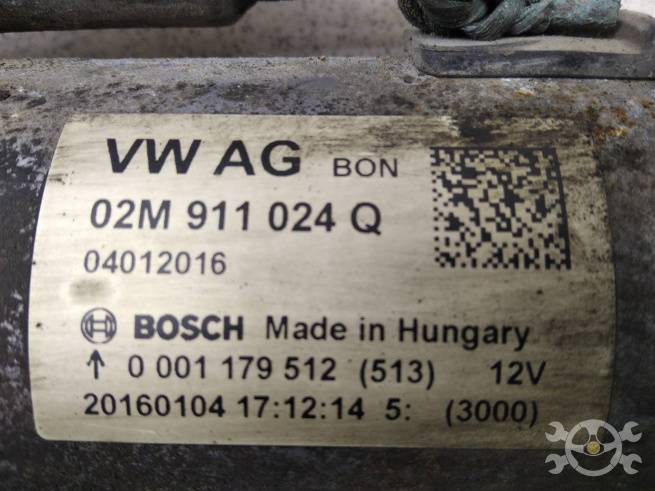 VW AG BON
02M 911 024 Q
04012016
BOSCH Made in Hungary
↑ 0 001 179 512 (513) 12V
20160104 17:12:14 5: (3000)